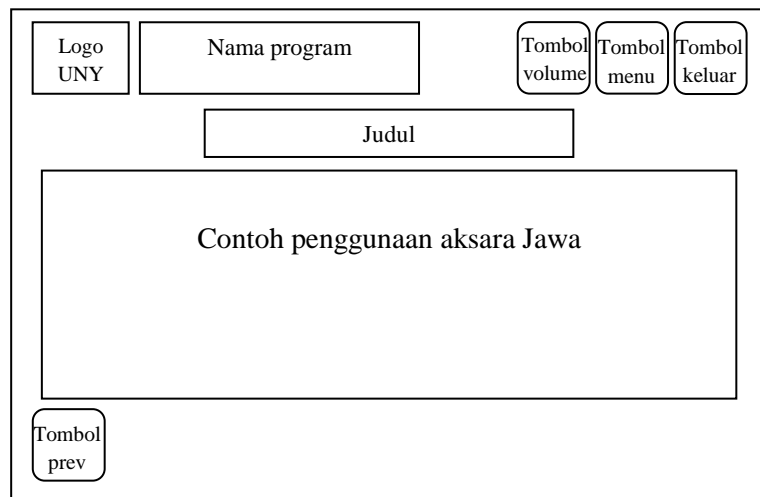 Logo
UNY
Nama program
Tombol
volume
Tombol
menu
Tombol
keluar
Judul
Contoh penggunaan aksara Jawa
Tombol
prev